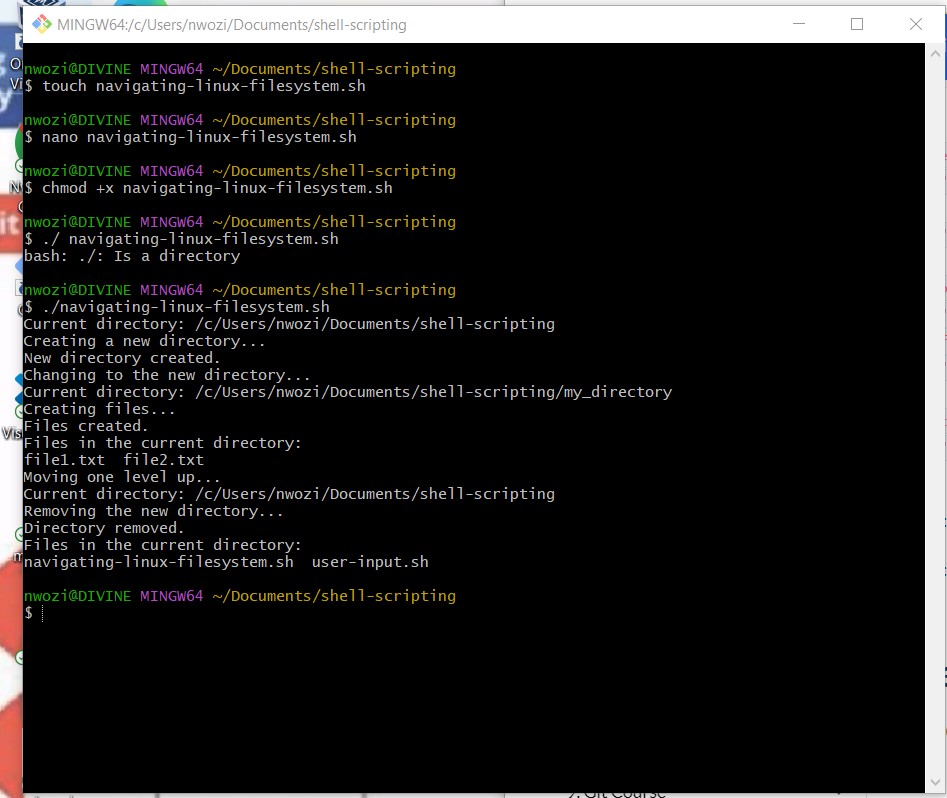 MINGW64:/c/Users/nwozi/Documents/shell-scripting
nwozi@DIVINE MINGW64 ~/Documents/shell-scripting
$ touch navigating-linux-filesystem.sh
nwozi@DIVINE MINGW64 ~/Documents/shell-scripting
$ nano navigating-linux-filesystem.sh
nwozi@DIVINE MINGW64 ~/Documents/shell-scripting
$ chmod +x navigating-linux-filesystem.sh
nwozi@DIVINE MINGW64 ~/Documents/shell-scripting
$ ./ navigating-linux-filesystem.sh
bash: ./: Is a directory
nwozi@DIVINE MINGW64 ~/Documents/shell-scripting
$ ./navigating-linux-filesystem.sh
Current directory: /c/Users/nwozi/Documents/shell-scripting
Creating a new directory...
New directory created.
Changing to the new directory...
Current directory: /c/Users/nwozi/Documents/shell-scripting/my_directory
Creating files...
Files created.
Files in the current directory:
file1.txt  file2.txt
Moving one level up...
Current directory: /c/Users/nwozi/Documents/shell-scripting
Removing the new directory...
Directory removed.
Files in the current directory:
navigating-linux-filesystem.sh  user-input.sh
nwozi@DIVINE MINGW64 ~/Documents/shell-scripting
$
Git Course